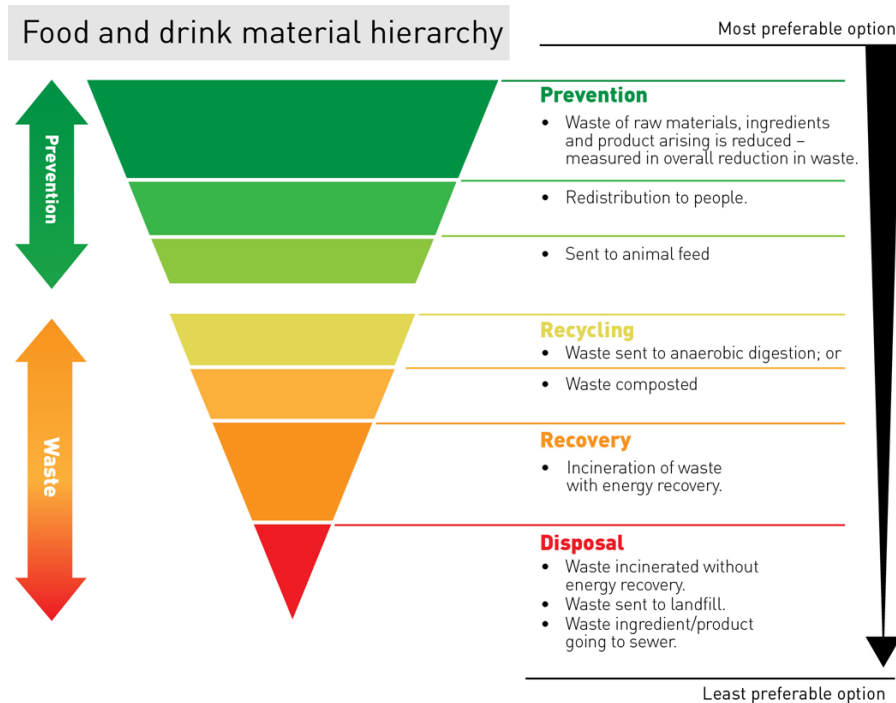 Food and drink material hierarchy
Most preferable option
Prevention
Prevention
• Waste of raw materials, ingredients
and product arising is reduced –
measured in overall reduction in waste.
• Redistribution to people.
• Sent to animal feed
Waste
Recycling
• Waste sent to anaerobic digestion; or
• Waste composted
Recovery
• Incineration of waste
with energy recovery.
Disposal
• Waste incinerated without
energy recovery.
• Waste sent to landfill.
• Waste ingredient/product
going to sewer.
Least preferable option